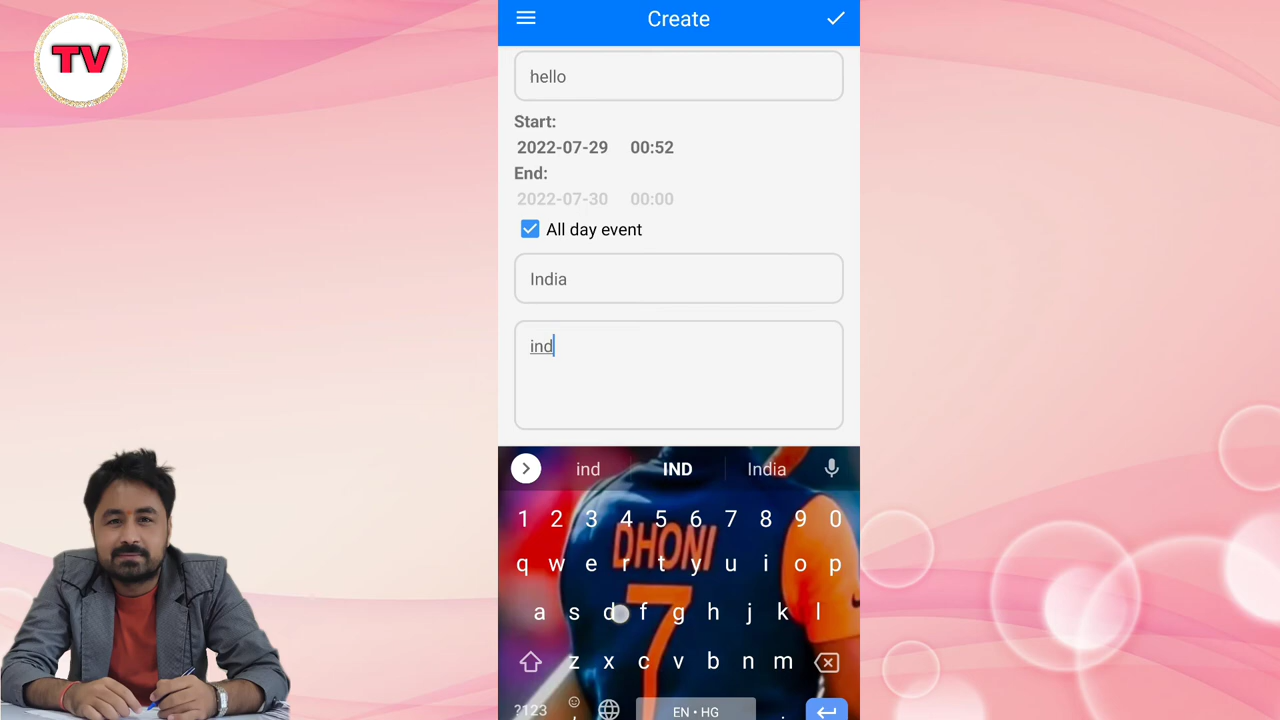 TV
Create
hello
Start:
2022-07-29 00:52
End:
2022-07-30 00:00
All day event
India
ind
ind IND India
DHONI
7
1 2 3 4 5 6 7 8 9 0
q w e r t y u i o p
a s d f g h j k l
z x c v b n m
?123 EN • HG